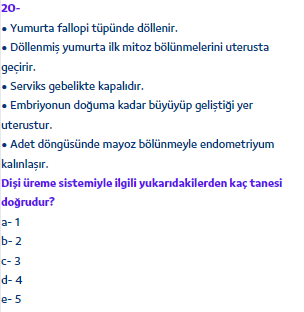 20-
• Yumurta fallopi tüpünde döllenir.
• Döllenmiş yumurta ilk mitoz bölünmelerini uterusta
geçirir.
• Serviks gebelikte kapalıdır.
• Embriyonun doğuma kadar büyüyüp geliştiği yer
uterustur.
• Adet döngüsünde mayoz bölünmeyle endometriyum
kalınlaşır.
Dişi üreme sistemiyle ilgili yukarıdakilerden kaç tanesi
doğrudur?
a- 1
b- 2
c- 3
d- 4
e- 5